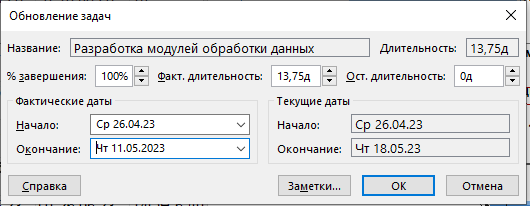 Обновление задач
Название: Разработка модулей обработки данных Длительность: 13,75д
% завершения: 100% Факт. длительность: 13,75д Ост. длительность: 0д
Фактические даты Текущие даты
Начало: Ср 26.04.23 Начало: Ср 26.04.23
Окончание: Чт 11.05.2023 Окончание: Чт 18.05.23
Справка Заметки... ОК Отмена